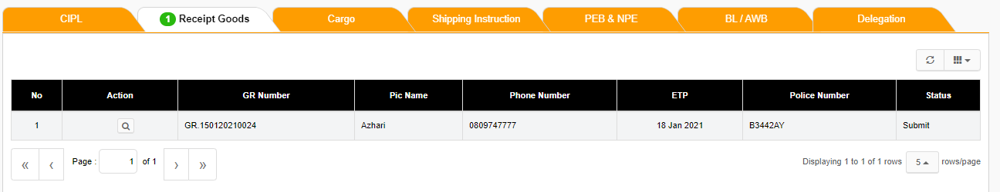 CIPL 1 Receipt Goods Cargo Shipping Instruction PEB & NPE BL / AWB Delegation
No Action GR Number Pic Name Phone Number ETP Police Number Status
1 GR.150120210024 Azhari 0809747777 18 Jan 2021 B3442AY Submit
« ‹ Page : 1 of 1 › » Displaying 1 to 1 of 1 rows 5 rows/page